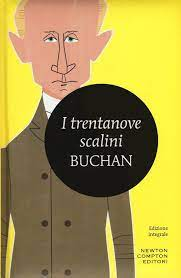 I trentanove
scalini
BUCHAN
Edizione
integrale
NEWTON
COMPTON
EDITORI